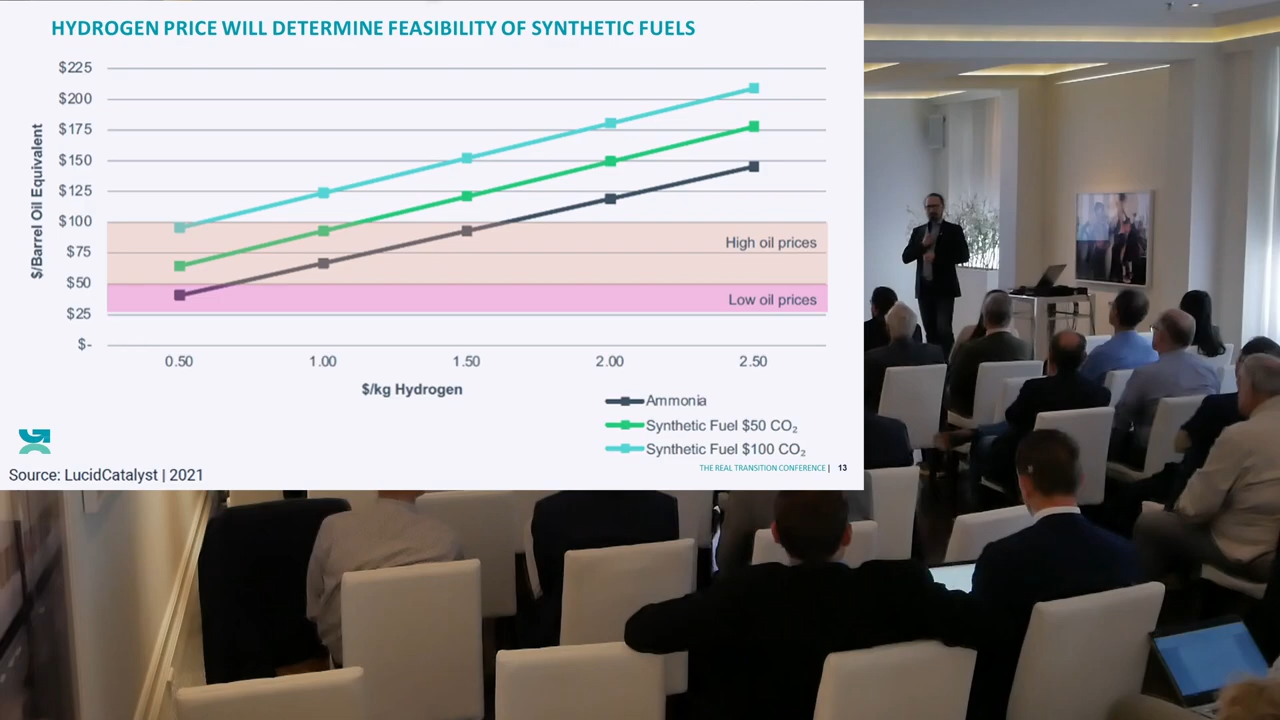 HYDROGEN PRICE WILL DETERMINE FEASIBILITY OF SYNTHETIC FUELS
$/Barrel Oil Equivalent
$225
$200
$175
$150
$125
$100
$75
$50
$25
$-
High oil prices
Low oil prices
0.50 1.00 1.50 2.00 2.50
$/kg Hydrogen
Ammonia
Synthetic Fuel $50 CO₂
Synthetic Fuel $100 CO₂
THE REAL TRANSITION CONFERENCE | 13
Source: LucidCatalyst | 2021